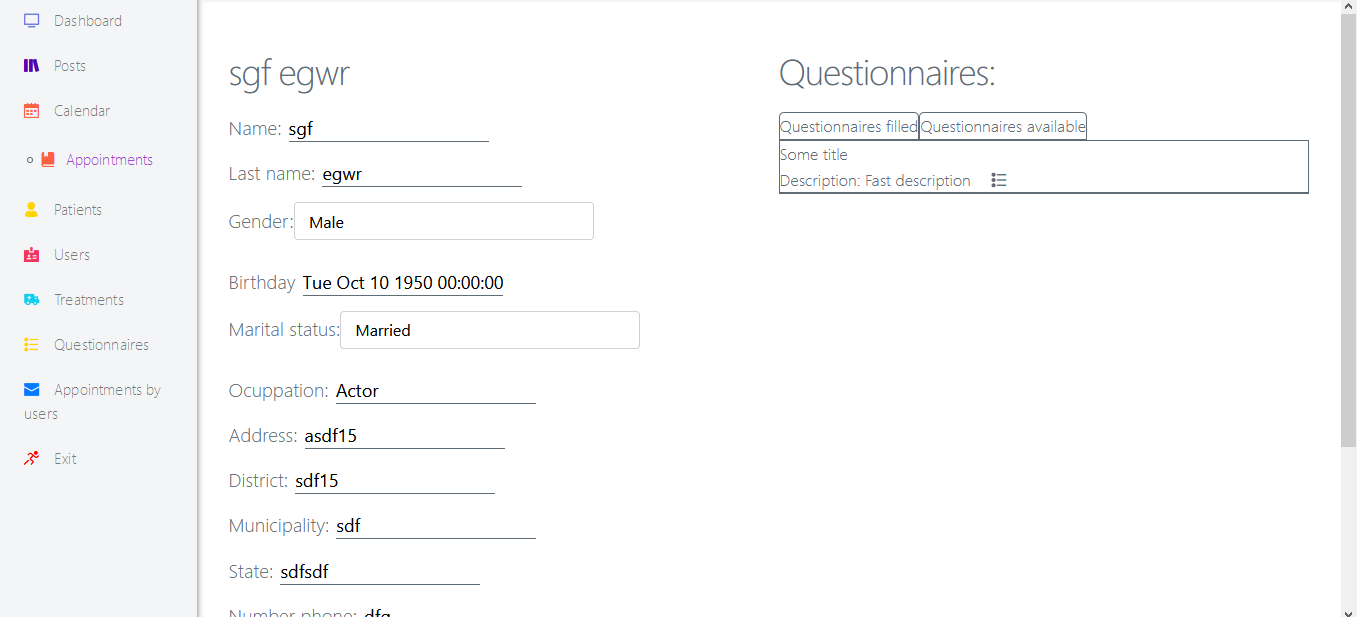 Dashboard
Posts
Calendar
Appointments
Patients
Users
Treatments
Questionnaires
Appointments by
users
Exit
sgf egwr
Name: sgf
Last name: egwr
Gender: Male
Birthday Tue Oct 10 1950 00:00:00
Marital status: Married
Ocuppation: Actor
Address: asdf15
District: sdf15
Municipality: sdf
State: sdfsdf
Number phone: dfg
Questionnaires:
Questionnaires filled Questionnaires available
Some title
Description: Fast description